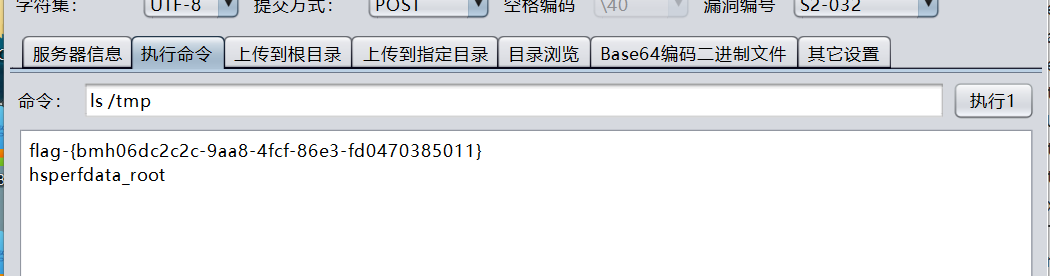 字符集： UTF-8 提交方式： POST 空格编码 \40 漏洞编号 S2-032
服务器信息 执行命令 上传到根目录 上传到指定目录 目录浏览 Base64编码二进制文件 其它设置
命令： ls /tmp 执行1
flag-{bmh06dc2c2c-9aa8-4fcf-86e3-fd0470385011}
hsperfdata_root